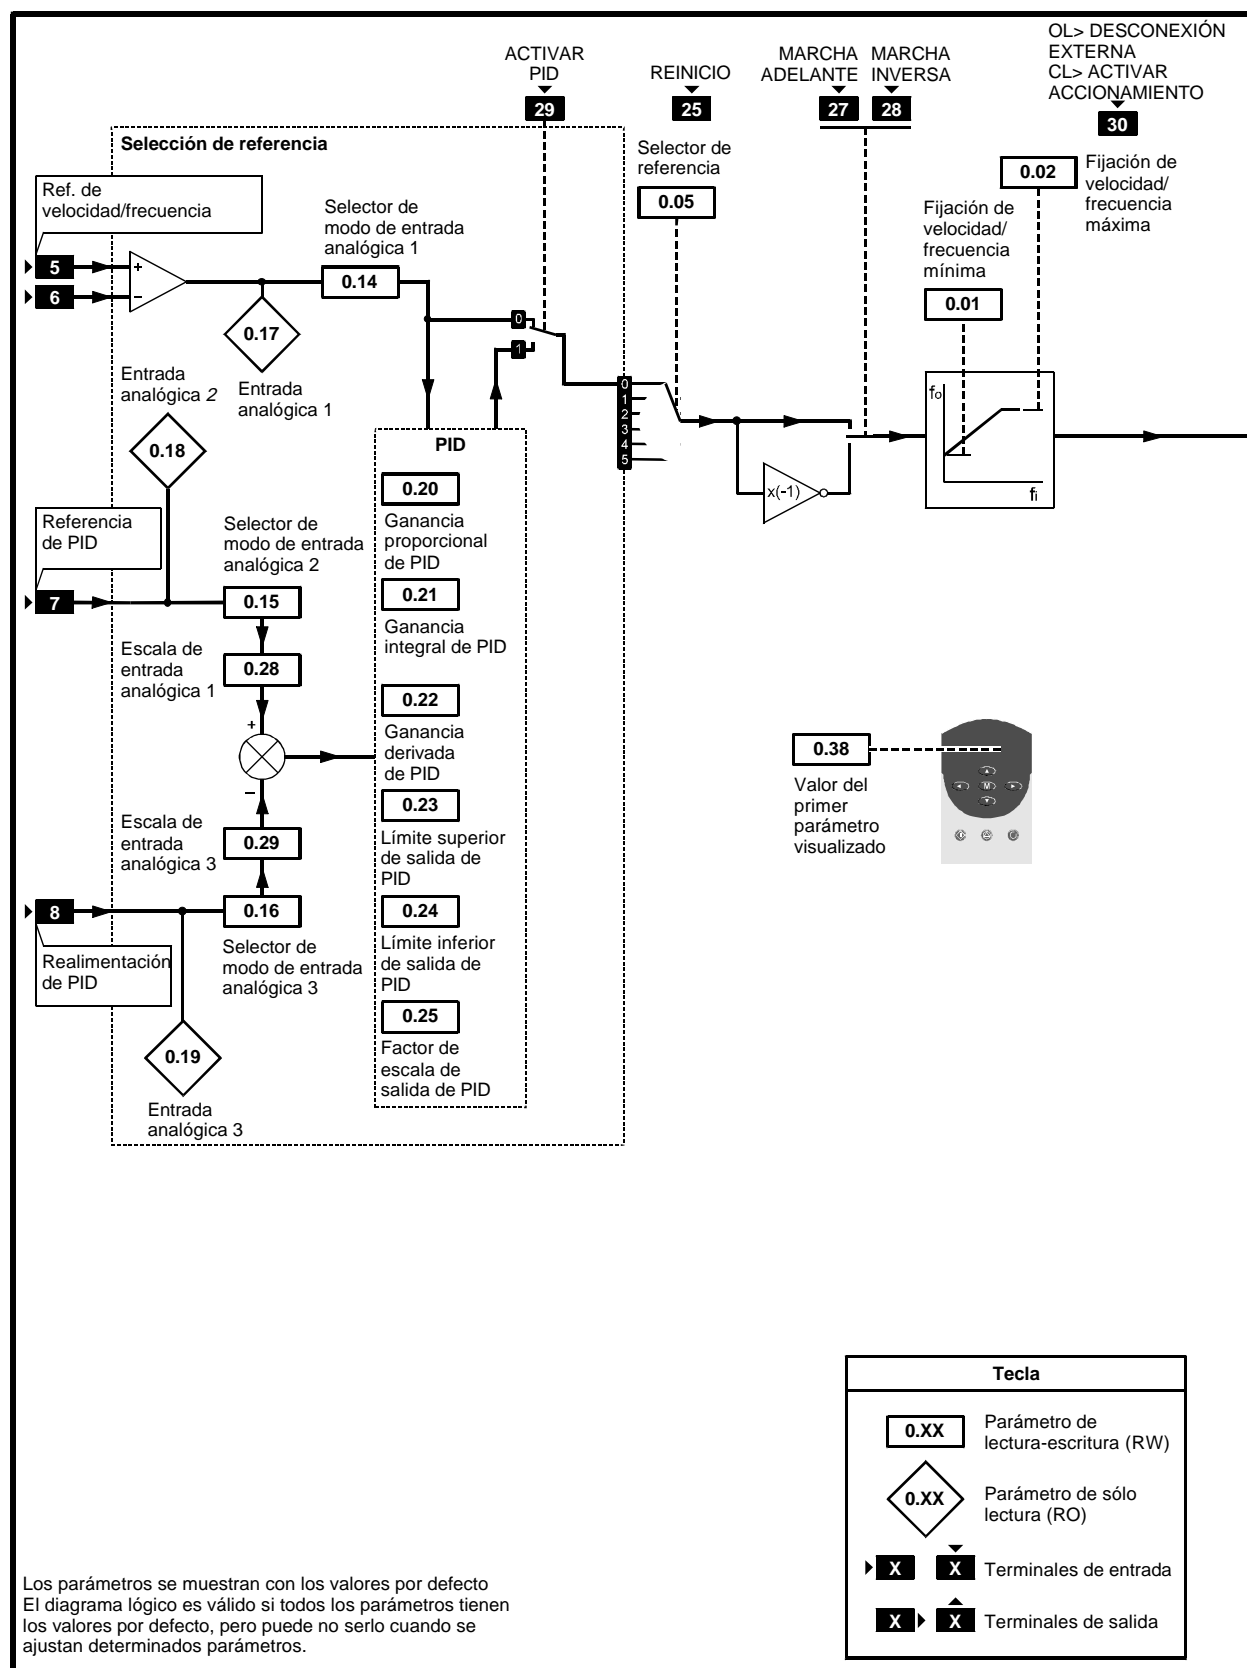 OL> DESCONEXIÓN
EXTERNA
CL> ACTIVAR
ACCIONAMIENTO
30
ACTIVAR
PID
29
REINICIO
25
MARCHA
ADELANTE
27
MARCHA
INVERSA
28
Selección de referencia
Ref. de
velocidad/frecuencia
5
6
+
−
Selector de
modo de entrada
analógica 1
0.14
0.17
Entrada
analógica 1
0
1
Selector de
referencia
0.05
0
1
2
3
4
5
x(-1)
Fijación de
velocidad/
frecuencia
mínima
0.01
0.02
Fijación de
velocidad/
frecuencia
máxima
fo
fi
Entrada
analógica 2
0.18
Referencia
de PID
7
Selector de
modo de entrada
analógica 2
0.15
Escala de
entrada
analógica 1
0.28
+
−
Escala de
entrada
analógica 3
0.29
8
0.16
Realimentación
de PID
Selector de
modo de entrada
analógica 3
0.19
Entrada
analógica 3
PID
0.20
Ganancia
proporcional
de PID
0.21
Ganancia
integral de PID
0.22
Ganancia
derivada
de PID
0.23
Límite superior
de salida de
PID
0.24
Límite inferior
de salida de
PID
0.25
Factor de
escala de
salida de PID
0.38
Valor del
primer
parámetro
visualizado
M
Tecla
0.XX
Parámetro de
lectura-escritura (RW)
0.XX
Parámetro de sólo
lectura (RO)
X X Terminales de entrada
X X Terminales de salida
Los parámetros se muestran con los valores por defecto
El diagrama lógico es válido si todos los parámetros tienen
los valores por defecto, pero puede no serlo cuando se
ajustan determinados parámetros.